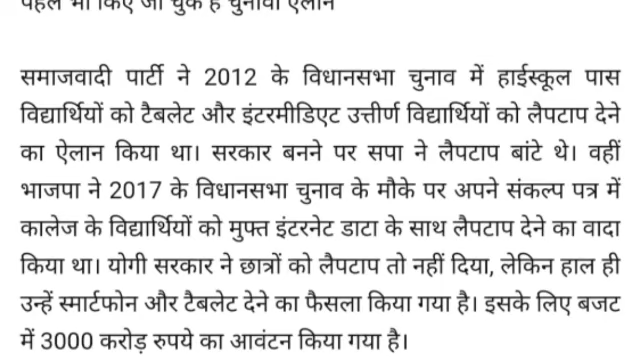 पहले भी किए जा चुके हैं चुनावी ऐलान
समाजवादी पार्टी ने 2012 के विधानसभा चुनाव में हाईस्कूल पास
विद्यार्थियों को टैबलेट और इंटरमीडिएट उत्तीर्ण विद्यार्थियों को लैपटाप देने
का ऐलान किया था। सरकार बनने पर सपा ने लैपटाप बांटे थे। वहीं
भाजपा ने 2017 के विधानसभा चुनाव के मौके पर अपने संकल्प पत्र में
कालेज के विद्यार्थियों को मुफ्त इंटरनेट डाटा के साथ लैपटाप देने का वादा
किया था। योगी सरकार ने छात्रों को लैपटाप तो नहीं दिया, लेकिन हाल ही
उन्हें स्मार्टफोन और टैबलेट देने का फैसला किया गया है। इसके लिए बजट
में 3000 करोड़ रुपये का आवंटन किया गया है।